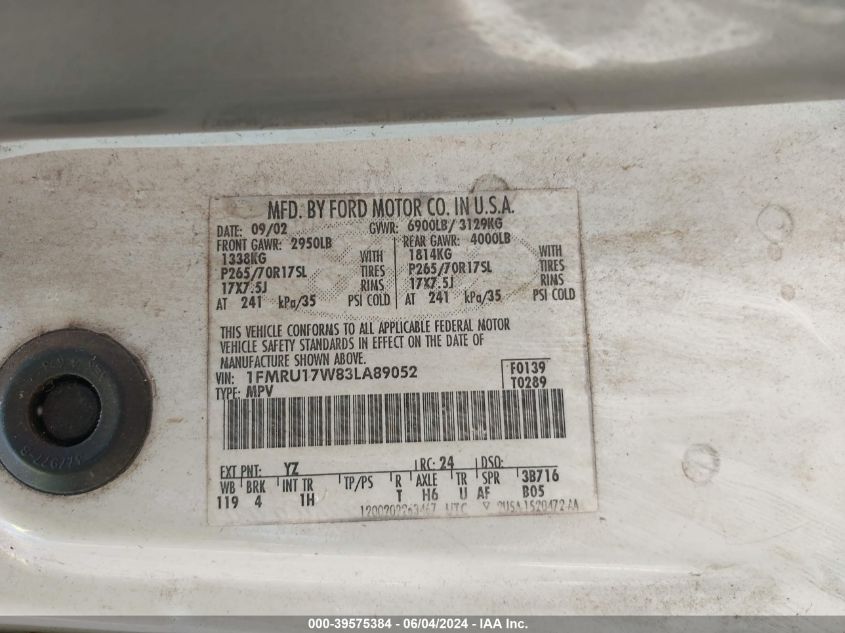 MFD. BY FORD MOTOR CO. IN U.S.A.
DATE: 09/02 GVWR: 6900LB/ 3129KG
FRONT GAWR: 2950LB REAR GAWR: 4000LB
1338KG WITH 1814KG WITH
P265/70R17SL TIRES P265/70R17SL TIRES
17X7.5J RIMS 17X7.5J RIMS
AT 241 kPa/35 PSI COLD AT 241 kPa/35 PSI COLD
THIS VEHICLE CONFORMS TO ALL APPLICABLE FEDERAL MOTOR
VEHICLE SAFETY STANDARDS IN EFFECT ON THE DATE OF
MANUFACTURE SHOWN ABOVE.
VIN: 1FMRU17W83LA89052 F0139
TYPE: MPV T0289
EXT PNT: YZ RC: 24 DSO:
WB BRK INT TR TP/PS R AXLE TR SPR 3B716
119 4 1H T H6 U AF B05
UTC
000-39575384 - 06/04/2024 - IAA Inc.